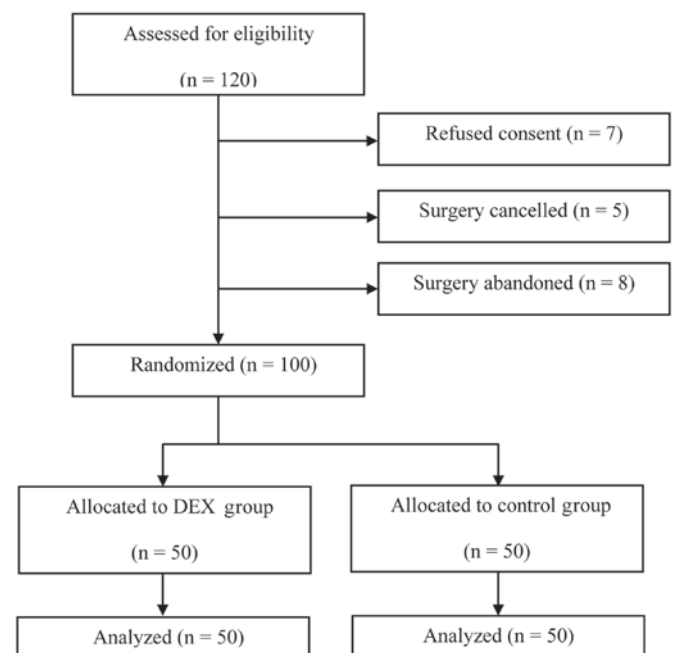 Assessed for eligibility
(n = 120)
Refused consent (n = 7)
Surgery cancelled (n = 5)
Surgery abandoned (n = 8)
Randomized (n = 100)
Allocated to DEX group
(n = 50)
Allocated to control group
(n = 50)
Analyzed (n = 50)
Analyzed (n = 50)